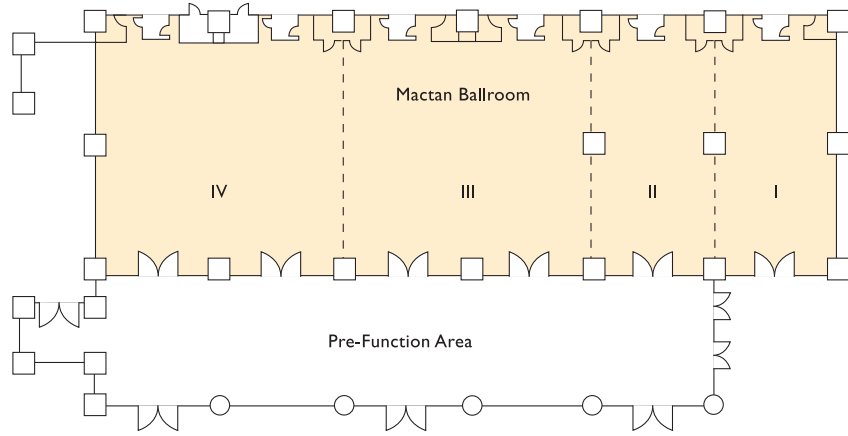 Mactan Ballroom
IV
III
II
I
Pre-Function Area